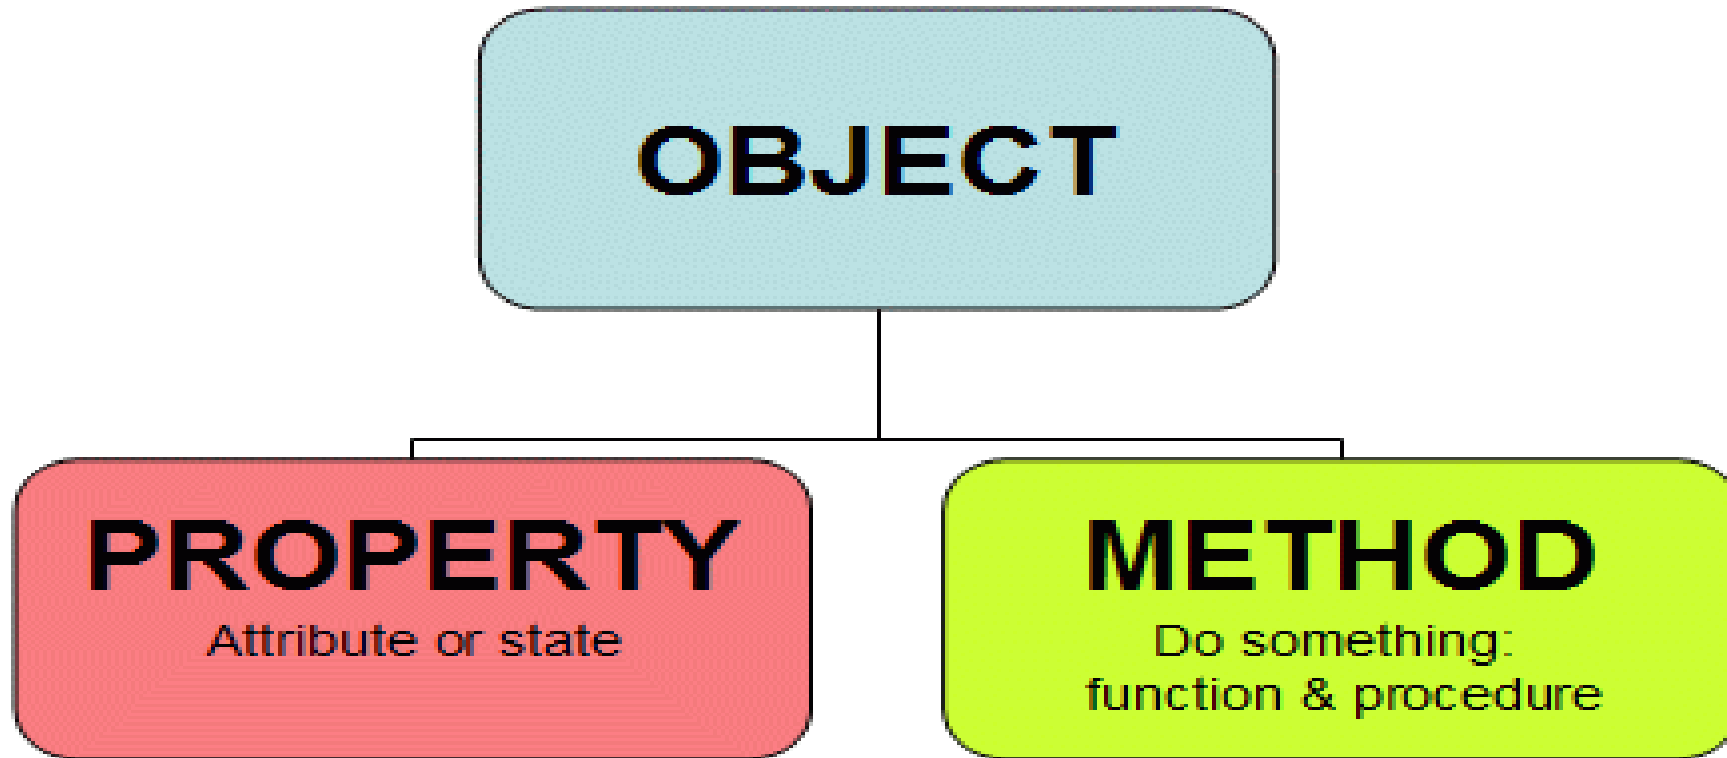 OBJECT
PROPERTY
Attribute or state
METHOD
Do something:
function & procedure